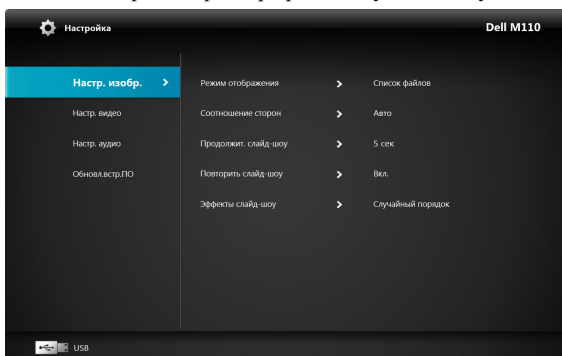 Настройка
Dell M110
Настр. изобр. >
Режим отображения > Список файлов
Настр. видео
Соотношение сторон > Авто
Настр. аудио
Продолжит. слайд-шоу > 5 сек
Обновл.встр.ПО
Повторить слайд-шоу > Вкл.
Эффекты слайд-шоу > Случайный порядок
USB